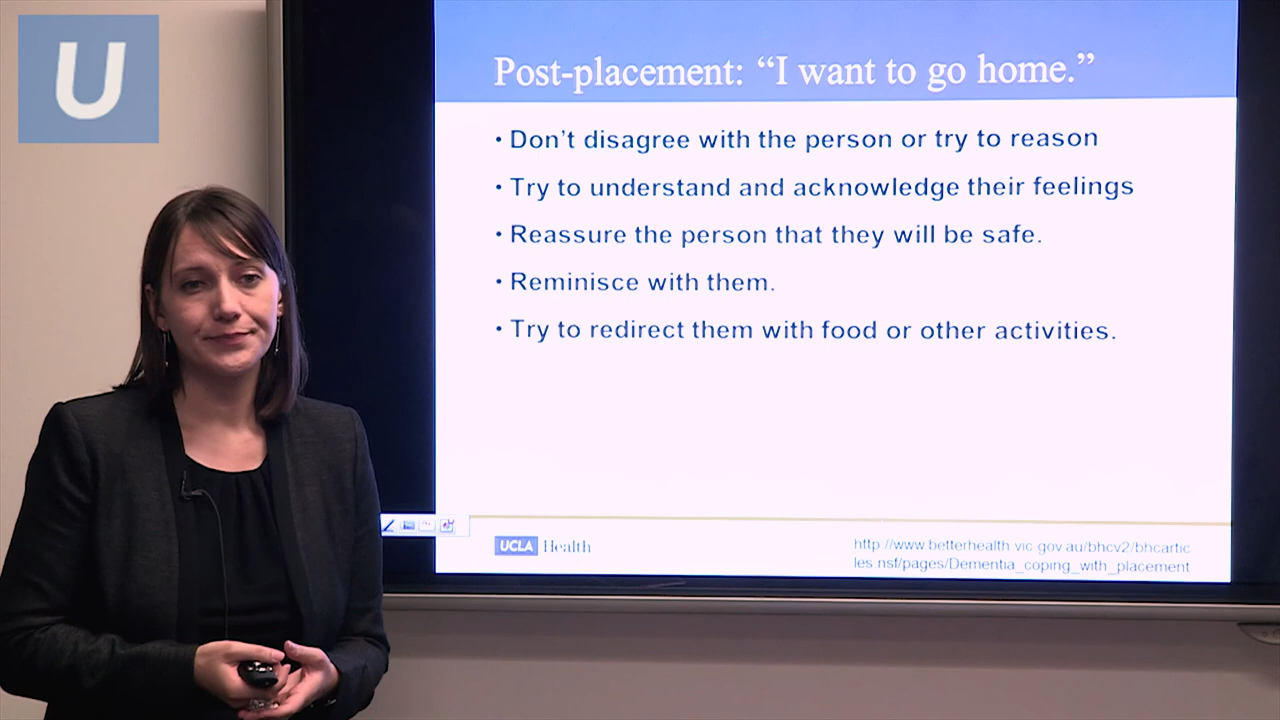 U
Post-placement: “I want to go home.”
• Don’t disagree with the person or try to reason
• Try to understand and acknowledge their feelings
• Reassure the person that they will be safe.
• Reminisce with them.
• Try to redirect them with food or other activities.
UCLA Health
http://www.betterhealth.vic.gov.au/bhcv2/bhcartic
les.nsf/pages/Dementia_coping_with_placement